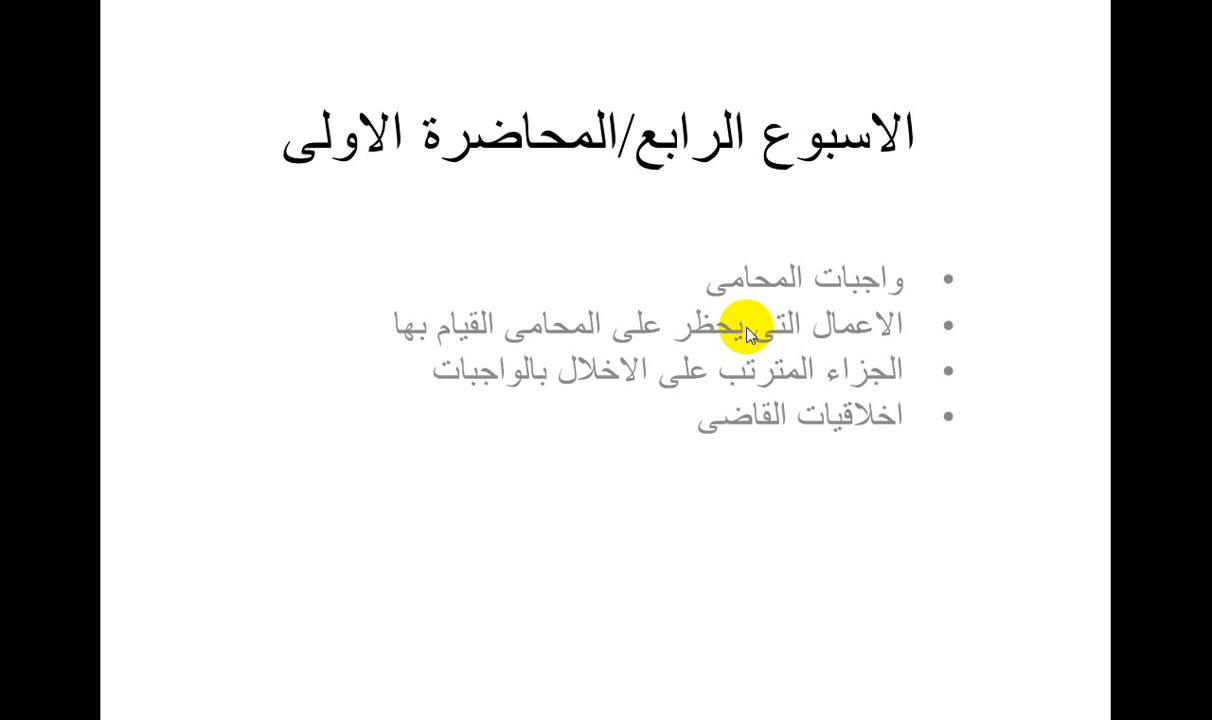 الاسبوع الرابع/المحاضرة الاولى
• واجبات المحامى
• الاعمال التى يحظر على المحامى القيام بها
• الجزاء المترتب على الاخلال بالواجبات
• اخلاقيات القاضى